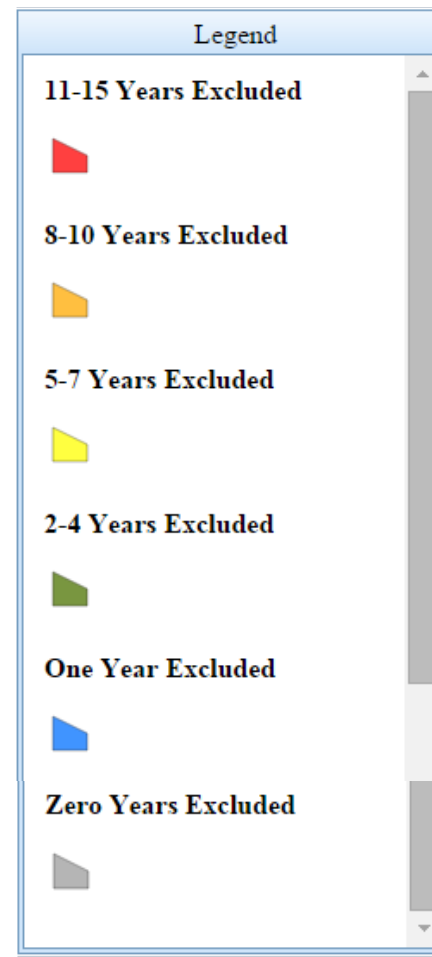 Legend
11-15 Years Excluded
8-10 Years Excluded
5-7 Years Excluded
2-4 Years Excluded
One Year Excluded
Zero Years Excluded